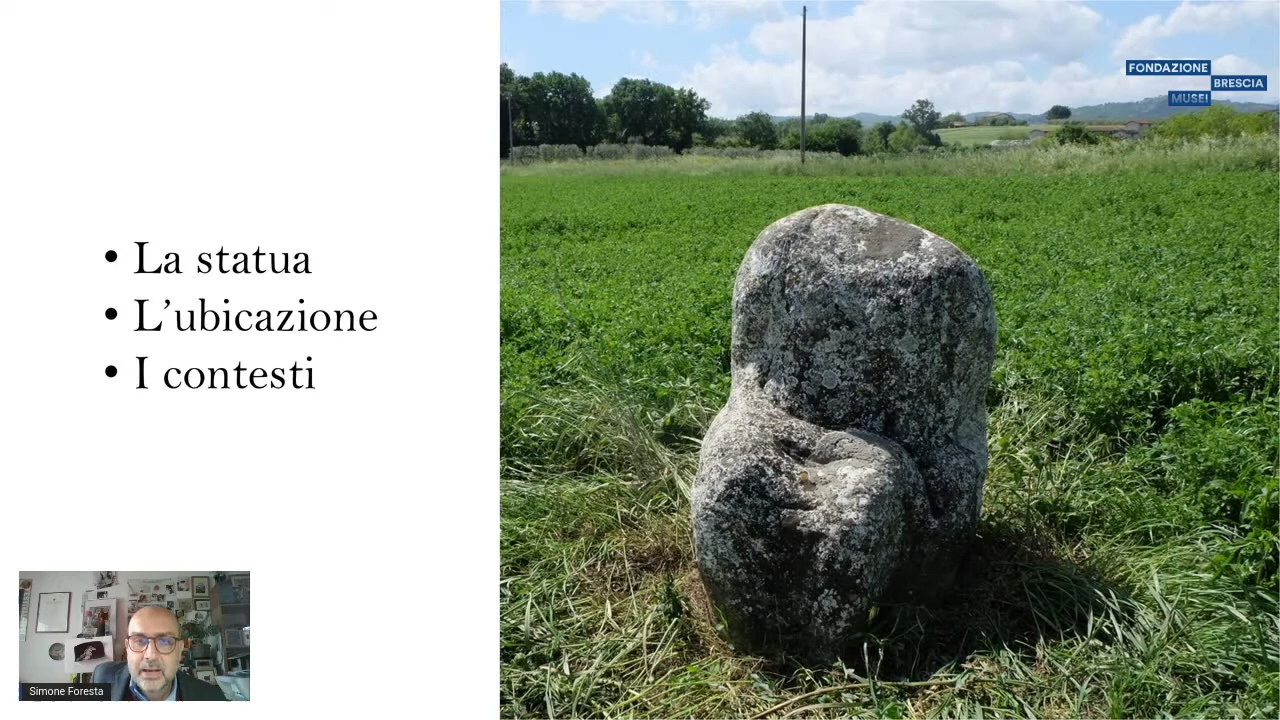 • La statua
• L’ubicazione
• I contesti
FONDAZIONE
BRESCIA
MUSEI
Simone Foresta